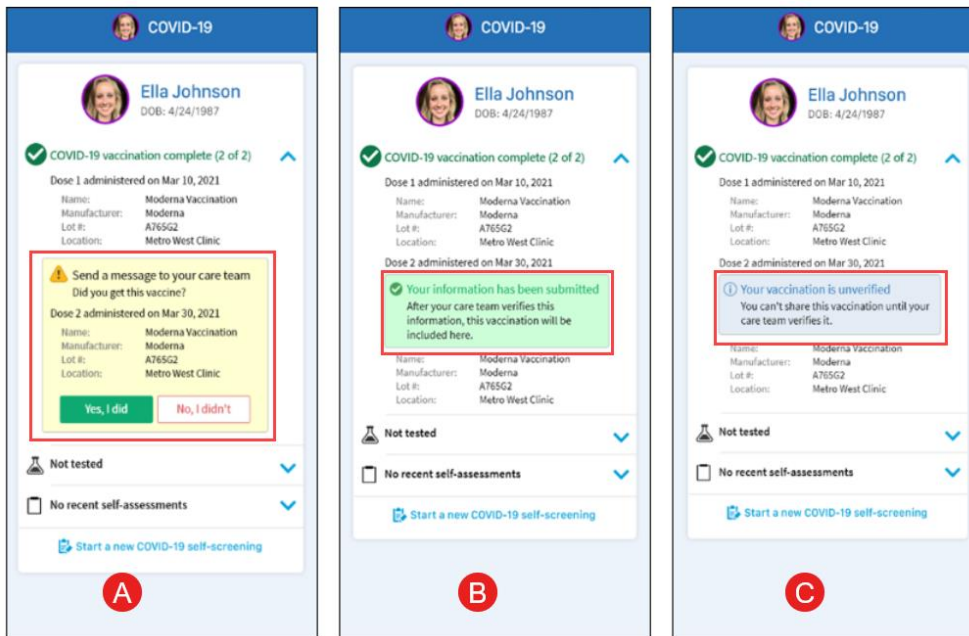 COVID-19
Ella Johnson
DOB: 4/24/1987
COVID-19 vaccination complete (2 of 2)
Dose 1 administered on Mar 10, 2021
Name: Moderna Vaccination
Manufacturer: Moderna
Lot #: A765G2
Location: Metro West Clinic
Send a message to your care team
Did you get this vaccine?
Dose 2 administered on Mar 30, 2021
Name: Moderna Vaccination
Manufacturer: Moderna
Lot #: A765G2
Location: Metro West Clinic
Yes, I did No, I didn't
Not tested
No recent self-assessments
Start a new COVID-19 self-screening
A
COVID-19
Ella Johnson
DOB: 4/24/1987
COVID-19 vaccination complete (2 of 2)
Dose 1 administered on Mar 10, 2021
Name: Moderna Vaccination
Manufacturer: Moderna
Lot #: A765G2
Location: Metro West Clinic
Dose 2 administered on Mar 30, 2021
Your information has been submitted
After your care team verifies this
information, this vaccination will be
included here.
Name: Moderna Vaccination
Manufacturer: Moderna
Lot #: A765G2
Location: Metro West Clinic
Not tested
No recent self-assessments
Start a new COVID-19 self-screening
B
COVID-19
Ella Johnson
DOB: 4/24/1987
COVID-19 vaccination complete (2 of 2)
Dose 1 administered on Mar 10, 2021
Name: Moderna Vaccination
Manufacturer: Moderna
Lot #: A765G2
Location: Metro West Clinic
Dose 2 administered on Mar 30, 2021
Your vaccination is unverified
You can't share this vaccination until your
care team verifies it.
Name: Moderna Vaccination
Manufacturer: Moderna
Lot #: A765G2
Location: Metro West Clinic
Not tested
No recent self-assessments
Start a new COVID-19 self-screening
C